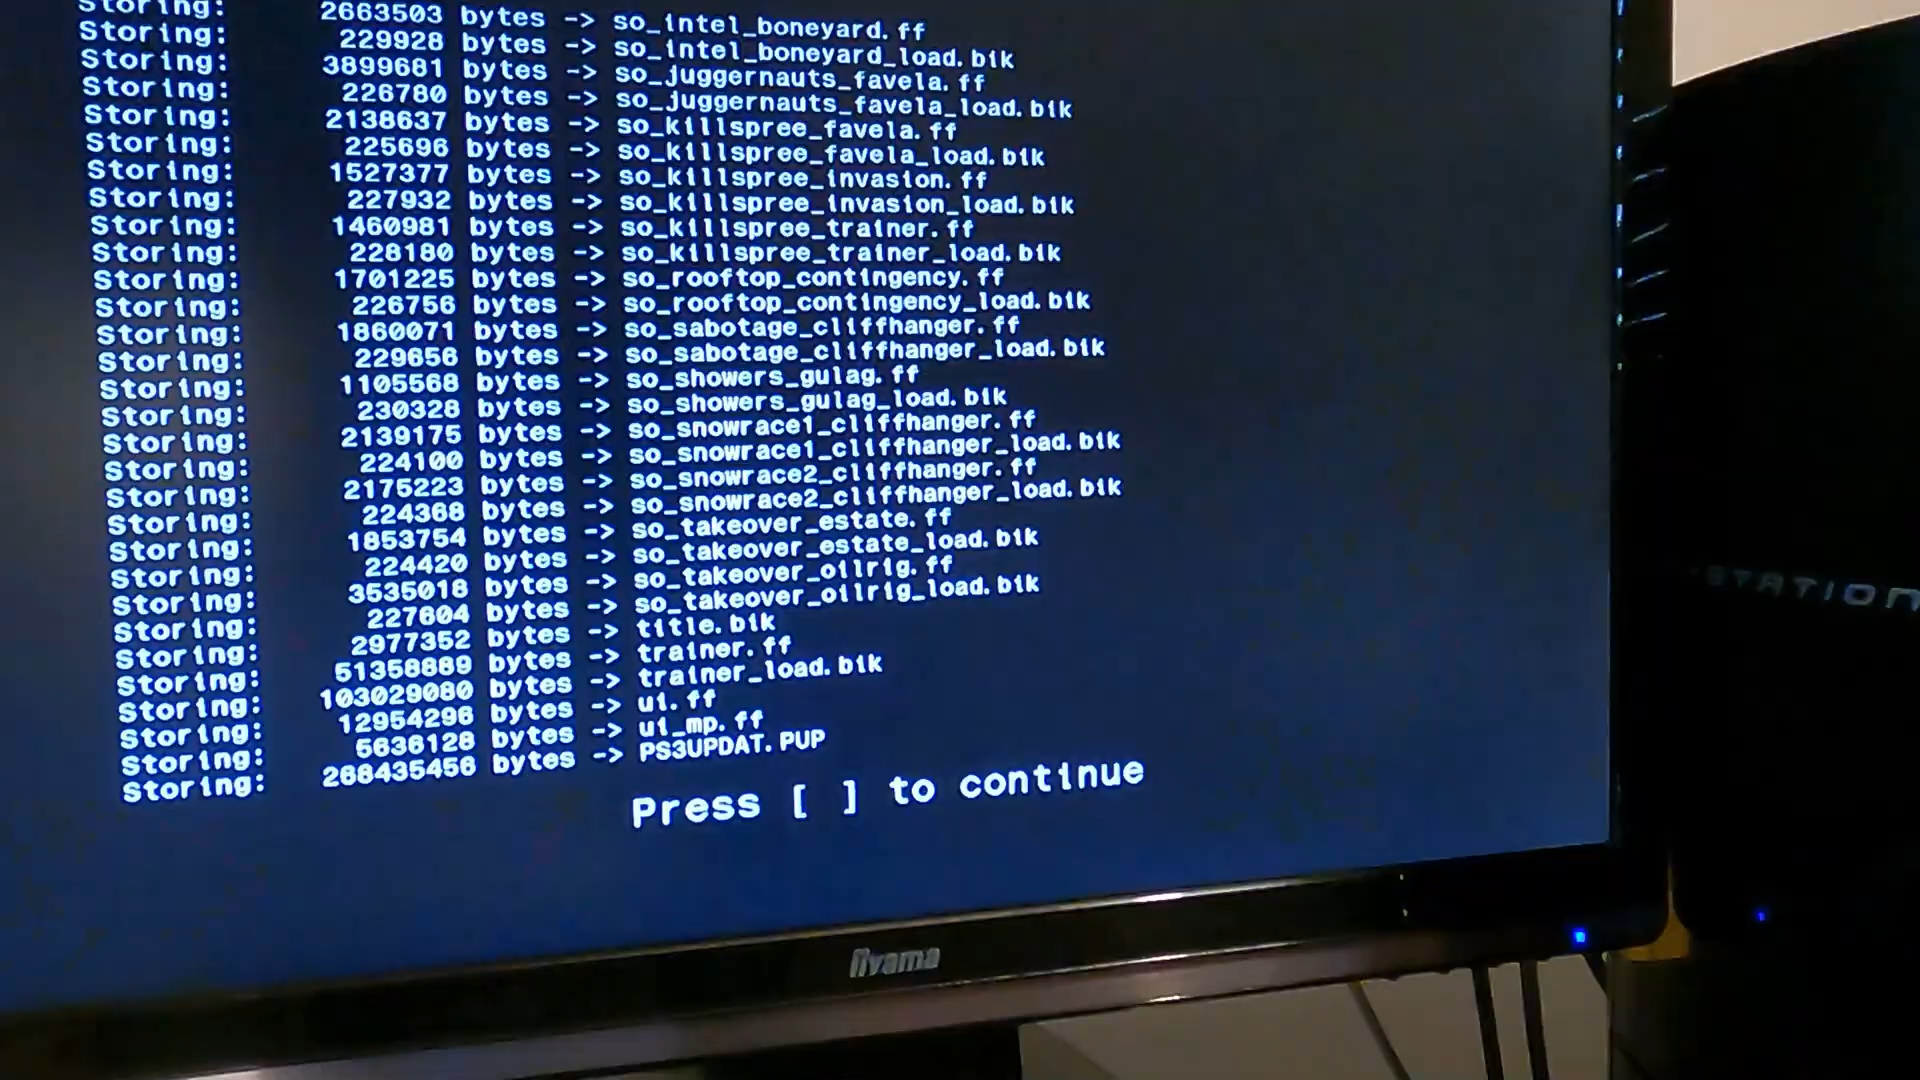 Storing: 2663503 bytes -> so_intel_boneyard.ff
Storing: 229928 bytes -> so_intel_boneyard_load.bik
Storing: 3899681 bytes -> so_juggernauts_favela.ff
Storing: 226780 bytes -> so_juggernauts_favela_load.bik
Storing: 2138637 bytes -> so_killspree_favela.ff
Storing: 225696 bytes -> so_killspree_favela_load.bik
Storing: 1527377 bytes -> so_killspree_invasion.ff
Storing: 227932 bytes -> so_killspree_invasion_load.bik
Storing: 1460981 bytes -> so_killspree_trainer.ff
Storing: 228180 bytes -> so_killspree_trainer_load.bik
Storing: 1701225 bytes -> so_rooftop_contingency.ff
Storing: 226756 bytes -> so_rooftop_contingency_load.bik
Storing: 1860071 bytes -> so_sabotage_cliffhanger.ff
Storing: 229656 bytes -> so_sabotage_cliffhanger_load.bik
Storing: 1105568 bytes -> so_showers_gulag.ff
Storing: 230328 bytes -> so_showers_gulag_load.bik
Storing: 2139175 bytes -> so_snowrace1_cliffhanger.ff
Storing: 224100 bytes -> so_snowrace1_cliffhanger_load.bik
Storing: 2175223 bytes -> so_snowrace2_cliffhanger.ff
Storing: 224368 bytes -> so_snowrace2_cliffhanger_load.bik
Storing: 1853754 bytes -> so_takeover_estate.ff
Storing: 224420 bytes -> so_takeover_estate_load.bik
Storing: 3535018 bytes -> so_takeover_oilrig.ff
Storing: 227604 bytes -> so_takeover_oilrig_load.bik
Storing: 2977352 bytes -> title.bik
Storing: 51358889 bytes -> trainer.ff
Storing: 103029080 bytes -> trainer_load.bik
Storing: 12954296 bytes -> ui.ff
Storing: 5636128 bytes -> ui_mp.ff
Storing: 268435456 bytes -> PS3UPDAT.PUP
Press [ ] to continue
iiyama
STATION